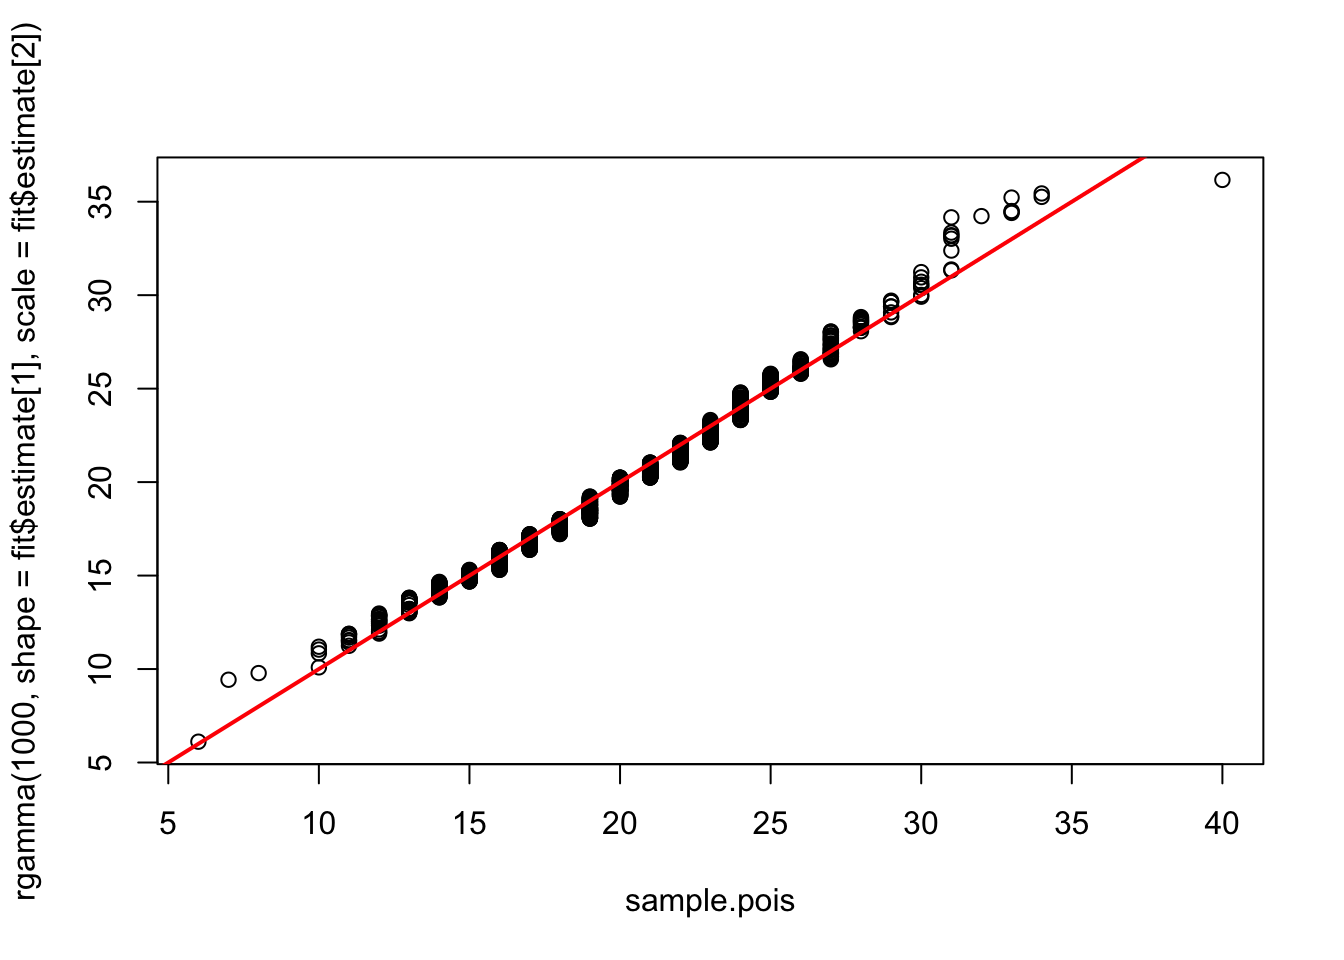 rgamma(1000, shape = fit$estimate[1], scale = fit$estimate[2])
35
30
25
20
15
10
5
5 10 15 20 25 30 35 40
sample.pois